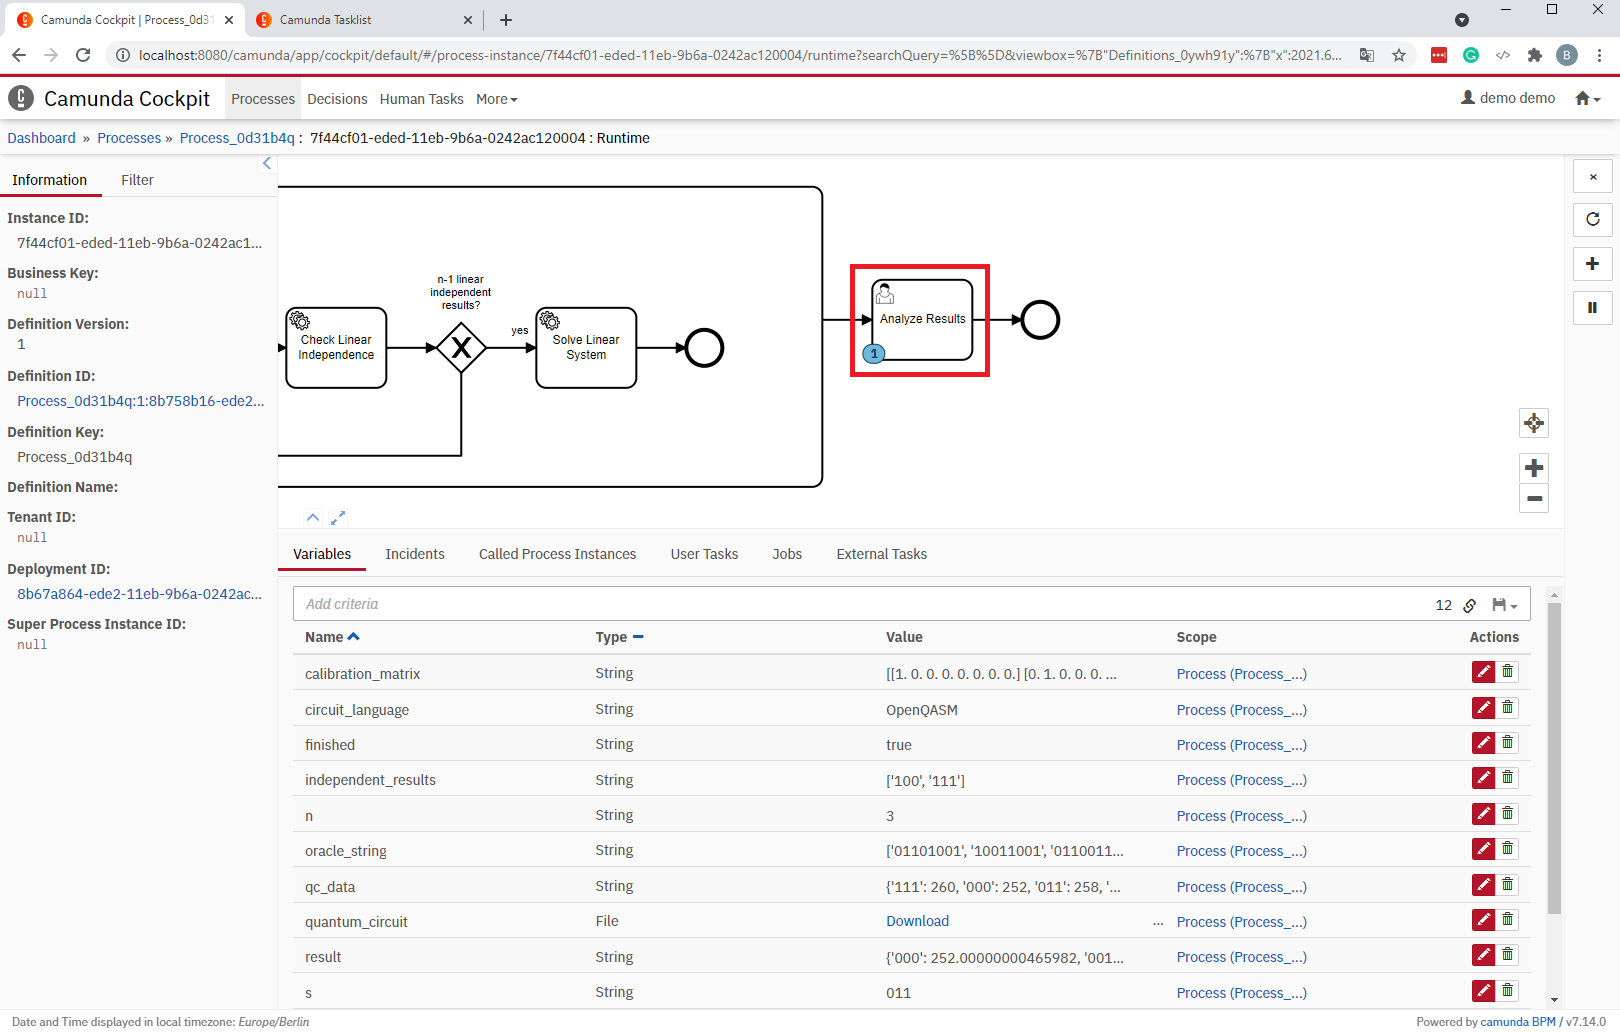 Camunda Cockpit | Process_0d31
Camunda Tasklist
localhost:8080/camunda/app/cockpit/default/#/process-instance/7f44cf01-eded-11eb-9b6a-0242ac120004/runtime?searchQuery=%5B%5D&viewbox=%7B"Definitions_0ywh91y":%7B"x":2021.6...
B
Camunda Cockpit
Processes
Decisions
Human Tasks
More
demo demo
Dashboard » Processes » Process_0d31b4q : 7f44cf01-eded-11eb-9b6a-0242ac120004 : Runtime
Information
Filter
Instance ID:
7f44cf01-eded-11eb-9b6a-0242ac1...
Business Key:
null
Definition Version:
1
Definition ID:
Process_0d31b4q:1:8b758b16-ede2...
Definition Key:
Process_0d31b4q
Definition Name:
Tenant ID:
null
Deployment ID:
8b67a864-ede2-11eb-9b6a-0242ac...
Super Process Instance ID:
null
Check Linear
Independence
n-1 linear
independent
results?
yes
Solve Linear
System
Analyze Results
1
Variables
Incidents
Called Process Instances
User Tasks
Jobs
External Tasks
Add criteria
12
Name Type Value Scope Actions
calibration_matrix String [[1. 0. 0. 0. 0. 0. 0. 0.] [0. 1. 0. 0. 0. ... Process (Process_...)
circuit_language String OpenQASM Process (Process_...)
finished String true Process (Process_...)
independent_results String ['100', '111'] Process (Process_...)
n String 3 Process (Process_...)
oracle_string String ['01101001', '10011001', '0110011... Process (Process_...)
qc_data String {'111': 260, '000': 252, '011': 258, '... Process (Process_...)
quantum_circuit File Download ... Process (Process_...)
result String {'000': 252.00000000465982, '001... Process (Process_...)
s String 011 Process (Process_...)
Date and Time displayed in local timezone: Europe/Berlin
Powered by camunda BPM / v7.14.0